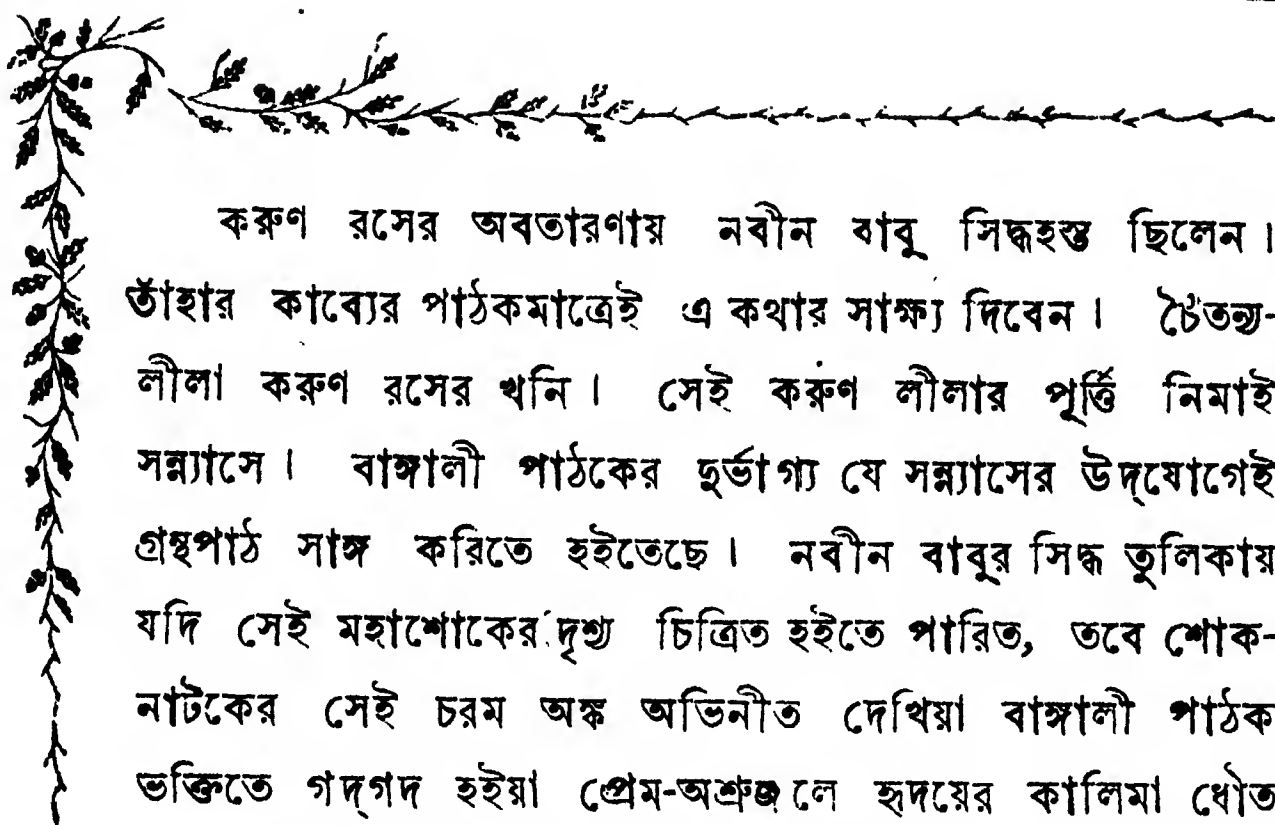 করুণ রসের অবতারণায় নবীন বাবু সিদ্ধহস্ত ছিলেন।
তাঁহার কাব্যের পাঠকমাত্রেই এ কথার সাক্ষ্য দিবেন। চৈতন্য-
লীলা করুণ রসের খনি। সেই করুণ লীলার পূর্ত্তি নিমাই
সন্ন্যাসে। বাঙ্গালী পাঠকের দুর্ভাগ্য যে সন্ন্যাসের উদ্‌যোগেই
গ্রন্থপাঠ সাঙ্গ করিতে হইতেছে। নবীন বাবুর সিদ্ধ তুলিকায়
যদি সেই মহাশোকের দৃশ্য চিত্রিত হইতে পারিত, তবে শোক-
নাটকের সেই চরম অঙ্ক অভিনীত দেখিয়া বাঙ্গালী পাঠক
ভক্তিতে গদ্‌গদ হইয়া প্রেম-অশ্রুজলে হৃদয়ের কালিমা ধৌত